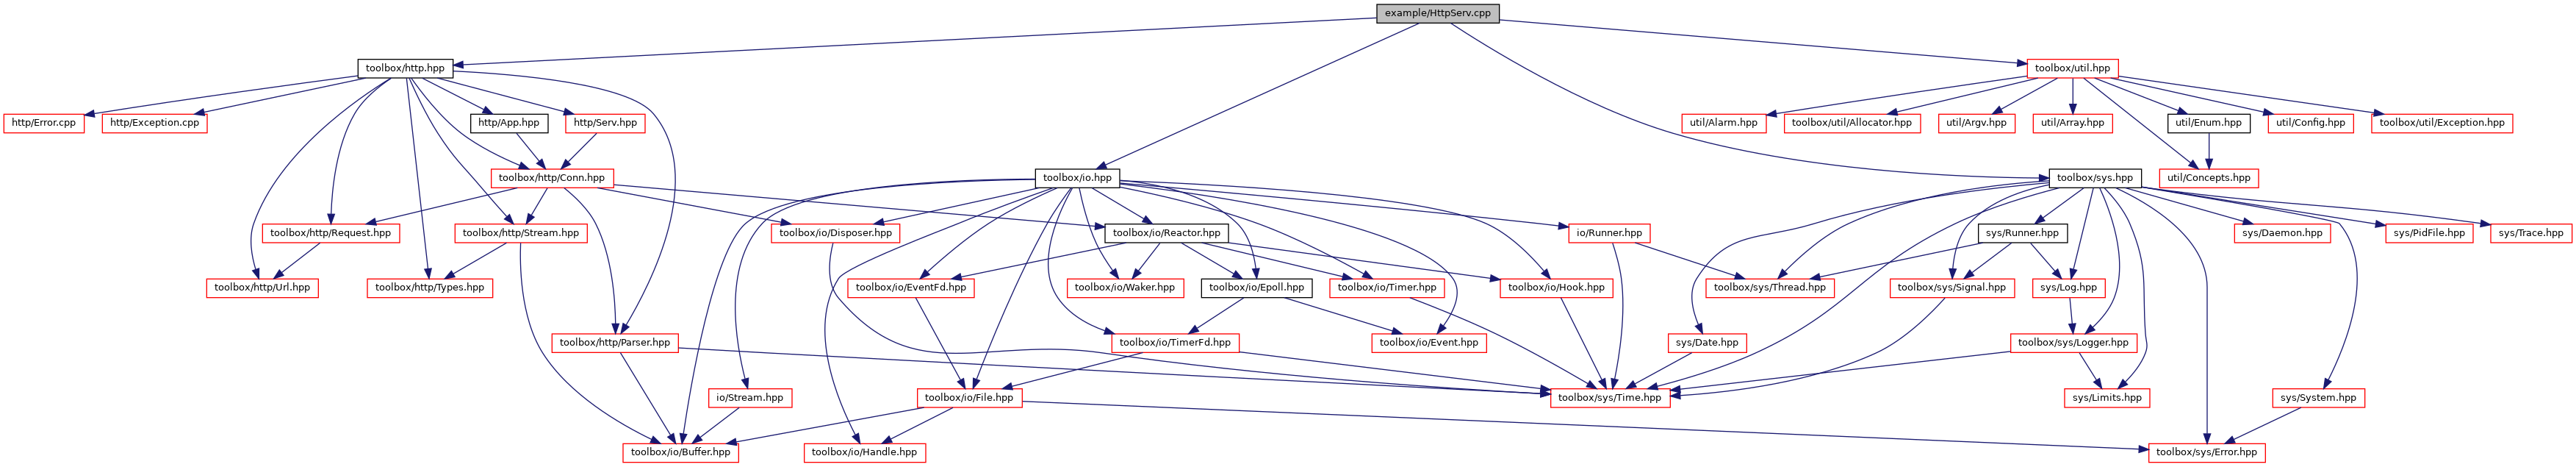 example/HttpServ.cpp
toolbox/http.hpp
toolbox/util.hpp
http/Error.cpp
http/Exception.cpp
http/App.hpp
http/Serv.hpp
util/Alarm.hpp
toolbox/util/Allocator.hpp
util/Argv.hpp
util/Array.hpp
util/Enum.hpp
util/Config.hpp
toolbox/util/Exception.hpp
toolbox/http/Conn.hpp
toolbox/io.hpp
toolbox/sys.hpp
util/Concepts.hpp
toolbox/http/Request.hpp
toolbox/http/Stream.hpp
toolbox/io/Disposer.hpp
toolbox/io/Reactor.hpp
io/Runner.hpp
sys/Runner.hpp
sys/Daemon.hpp
sys/PidFile.hpp
sys/Trace.hpp
toolbox/http/Url.hpp
toolbox/http/Types.hpp
toolbox/io/EventFd.hpp
toolbox/io/Waker.hpp
toolbox/io/Epoll.hpp
toolbox/io/Timer.hpp
toolbox/io/Hook.hpp
toolbox/sys/Thread.hpp
toolbox/sys/Signal.hpp
sys/Log.hpp
toolbox/http/Parser.hpp
toolbox/io/TimerFd.hpp
toolbox/io/Event.hpp
sys/Date.hpp
toolbox/sys/Logger.hpp
io/Stream.hpp
toolbox/io/File.hpp
toolbox/sys/Time.hpp
sys/Limits.hpp
sys/System.hpp
toolbox/io/Buffer.hpp
toolbox/io/Handle.hpp
toolbox/sys/Error.hpp